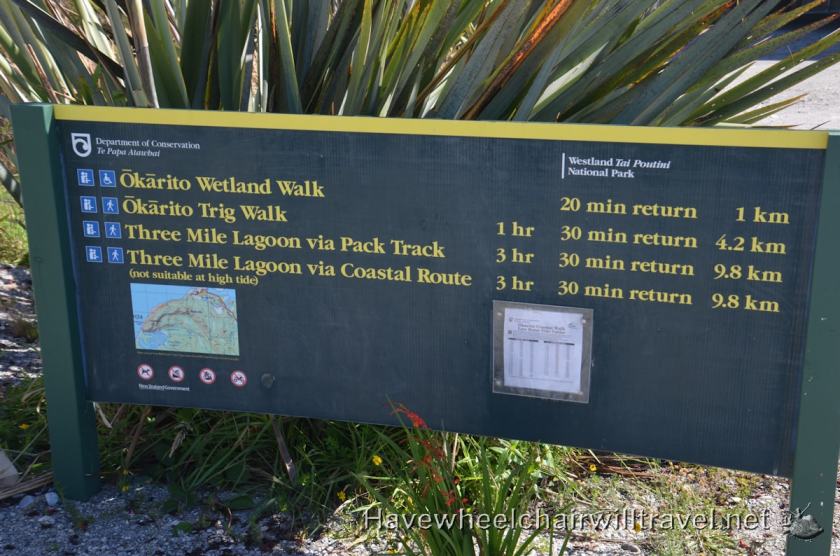 Department of Conservation
Te Papa Atawhai
Westland Tai Poutini
National Park
Ōkārito Wetland Walk 20 min return 1 km
Ōkārito Trig Walk 1 hr 30 min return 4.2 km
Three Mile Lagoon via Pack Track 3 hr 30 min return 9.8 km
Three Mile Lagoon via Coastal Route 3 hr 30 min return 9.8 km
(not suitable at high tide)
New Zealand Government
Havewheelchairwilltravel.net